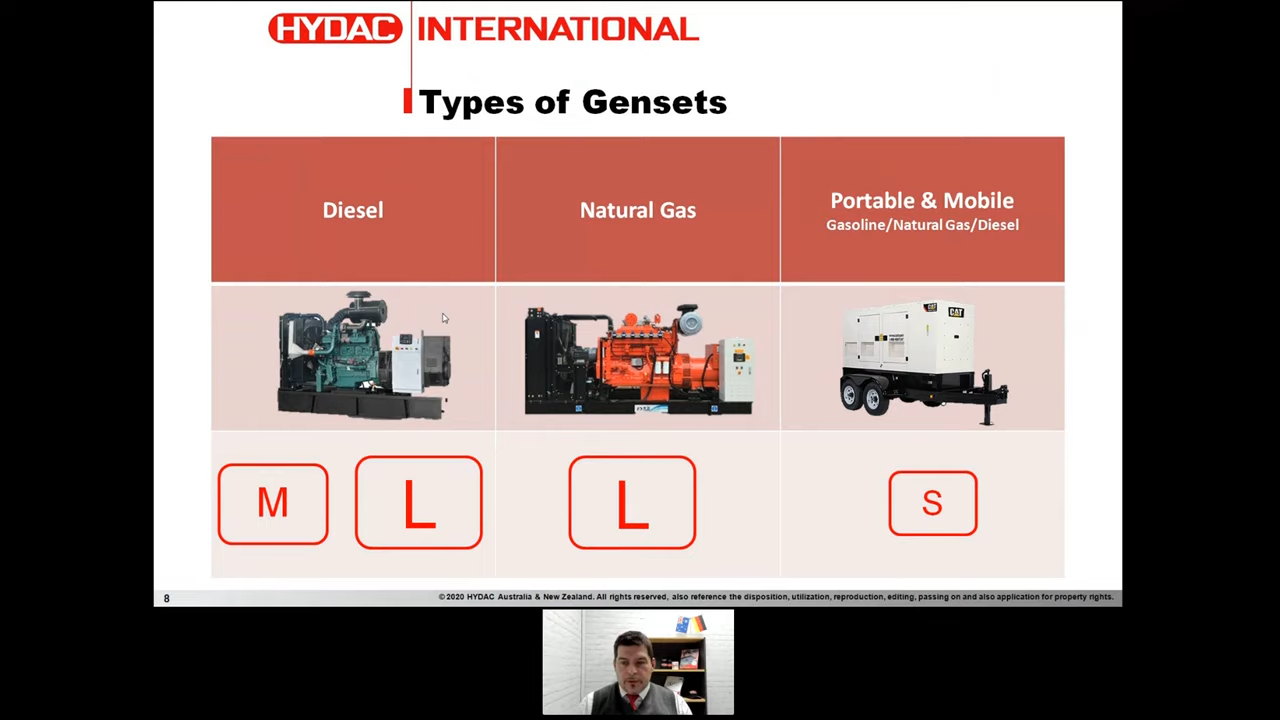 HYDAC INTERNATIONAL
Types of Gensets
Diesel
Natural Gas
Portable & Mobile
Gasoline/Natural Gas/Diesel
CAT
CAT
M
L
L
S
8
© 2020 HYDAC Australia & New Zealand. All rights reserved, also reference the disposition, utilization, reproduction, editing, passing on and also application for property rights.